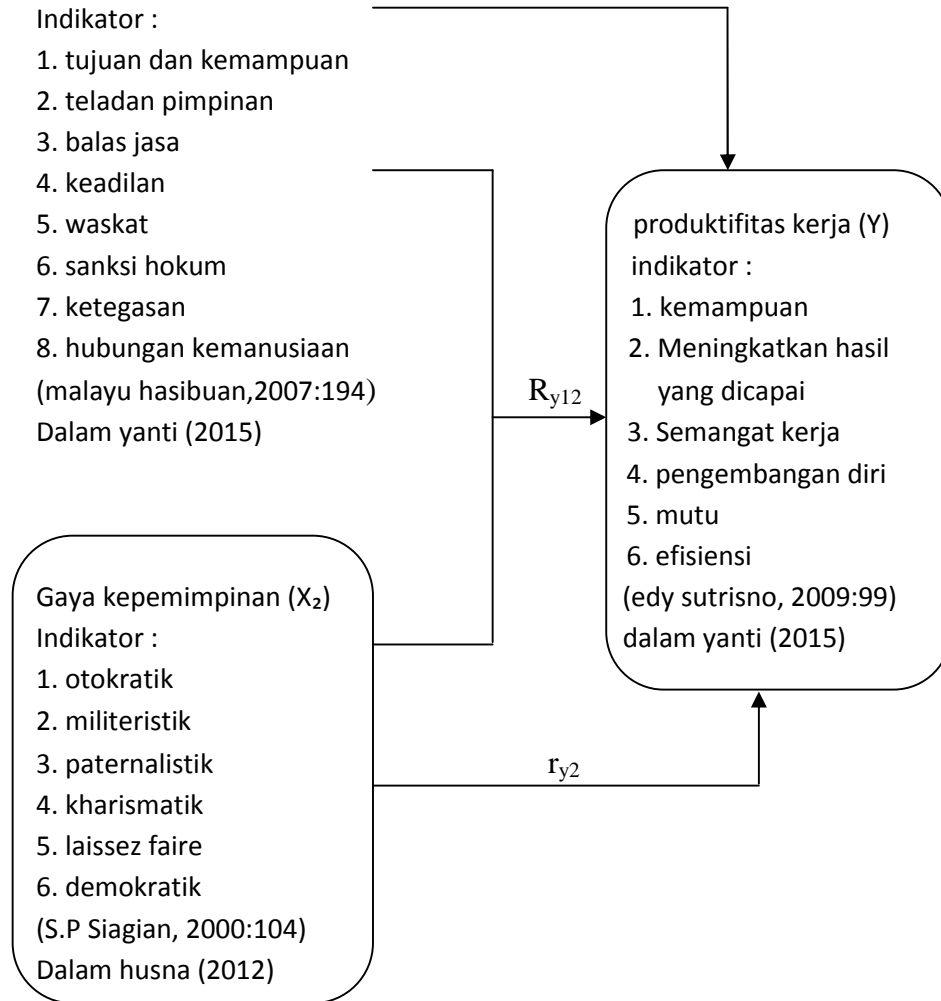 Indikator :
1. tujuan dan kemampuan
2. teladan pimpinan
3. balas jasa
4. keadilan
5. waskat
6. sanksi hokum
7. ketegasan
8. hubungan kemanusiaan
(malayu hasibuan,2007:194)
Dalam yanti (2015)
R_y12
produktifitas kerja (Y)
indikator :
1. kemampuan
2. Meningkatkan hasil
yang dicapai
3. Semangat kerja
4. pengembangan diri
5. mutu
6. efisiensi
(edy sutrisno, 2009:99)
dalam yanti (2015)
Gaya kepemimpinan (X₂)
Indikator :
1. otokratik
2. militeristik
3. paternalistik
4. kharismatik
5. laissez faire
6. demokratik
(S.P Siagian, 2000:104)
Dalam husna (2012)
r_y2